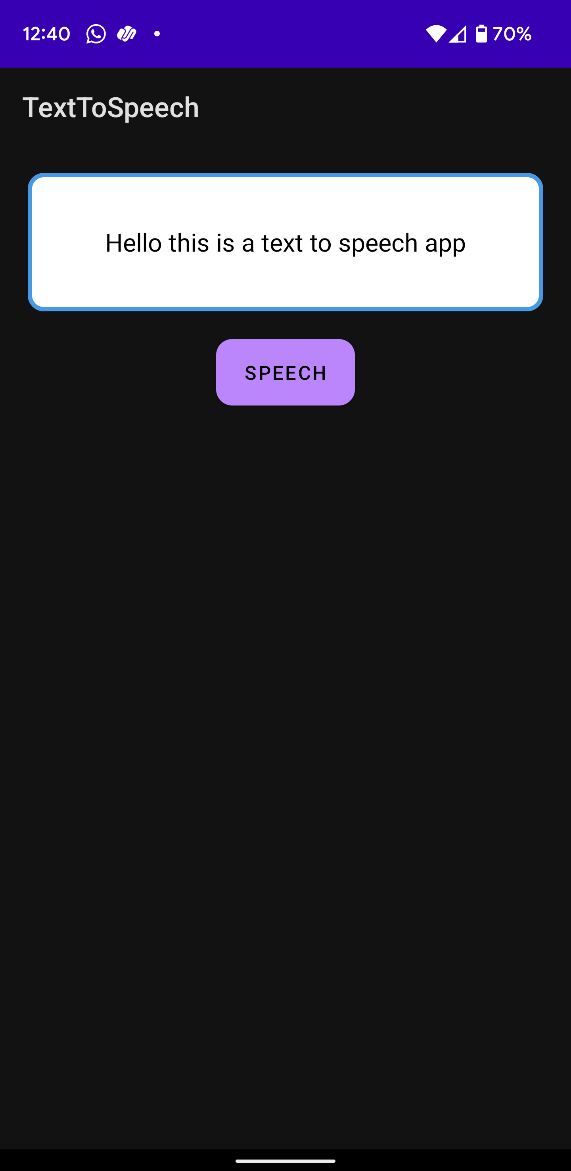 12:40 70%
TextToSpeech
Hello this is a text to speech app
SPEECH